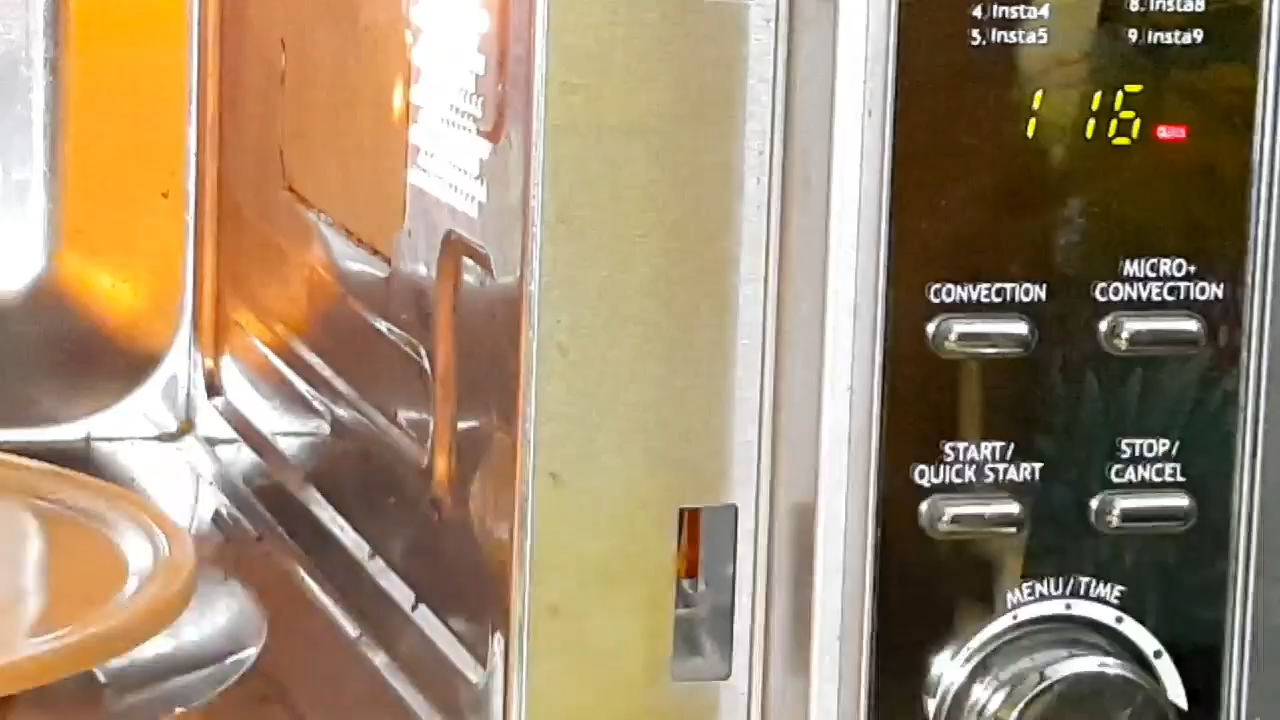 4. Insta4 8. Insta8
5. Insta5 9. Insta9
1 16
CONVECTION
MICRO+
CONVECTION
START/
QUICK START
STOP/
CANCEL
MENU/TIME